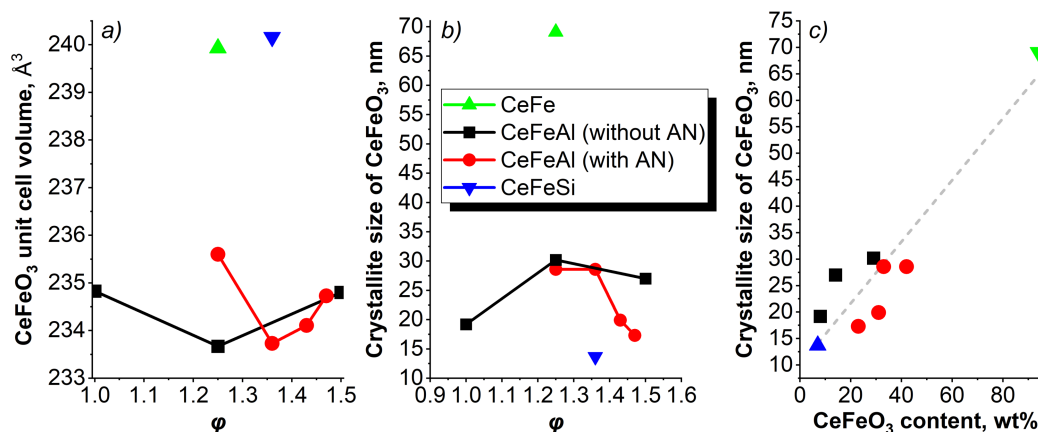 a)
CeFeO₃ unit cell volume, Å³
240
239
238
237
236
235
234
233
1.0 1.1 1.2 1.3 1.4 1.5
φ
b)
Crystallite size of CeFeO₃, nm
70
65
60
55
50
45
40
35
30
25
20
15
10
CeFe
CeFeAl (without AN)
CeFeAl (with AN)
CeFeSi
0.9 1.0 1.1 1.2 1.3 1.4 1.5 1.6
φ
c)
Crystallite size of CeFeO₃, nm
70
65
60
55
50
45
40
35
30
25
20
15
10
0 20 40 60 80
CeFeO₃ content, wt%